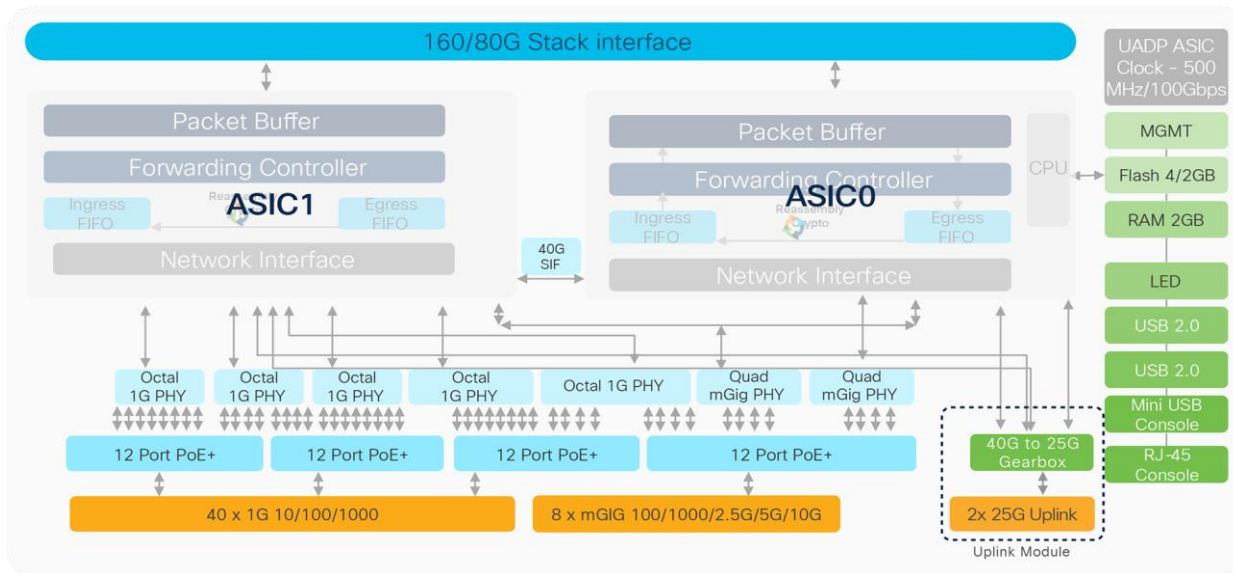 160/80G Stack interface
UADP ASIC
Clock - 500
MHz/100Gbps
Packet Buffer
Forwarding Controller
ASIC1
Ingress
FIFO
Egress
FIFO
Network Interface
40G
SIF
Packet Buffer
Forwarding Controller
ASIC0
Reassembly
Crypto
Ingress
FIFO
Egress
FIFO
Network Interface
CPU
MGMT
Flash 4/2GB
RAM 2GB
LED
USB 2.0
USB 2.0
Mini USB
Console
RJ-45
Console
Octal
1G PHY
Octal
1G PHY
Octal
1G PHY
Octal
1G PHY
Octal 1G PHY
Quad
mGig PHY
Quad
mGig PHY
12 Port PoE+
12 Port PoE+
12 Port PoE+
12 Port PoE+
40G to 25G
Gearbox
40 x 1G 10/100/1000
8 x mGIG 100/1000/2.5G/5G/10G
2x 25G Uplink
Uplink Module